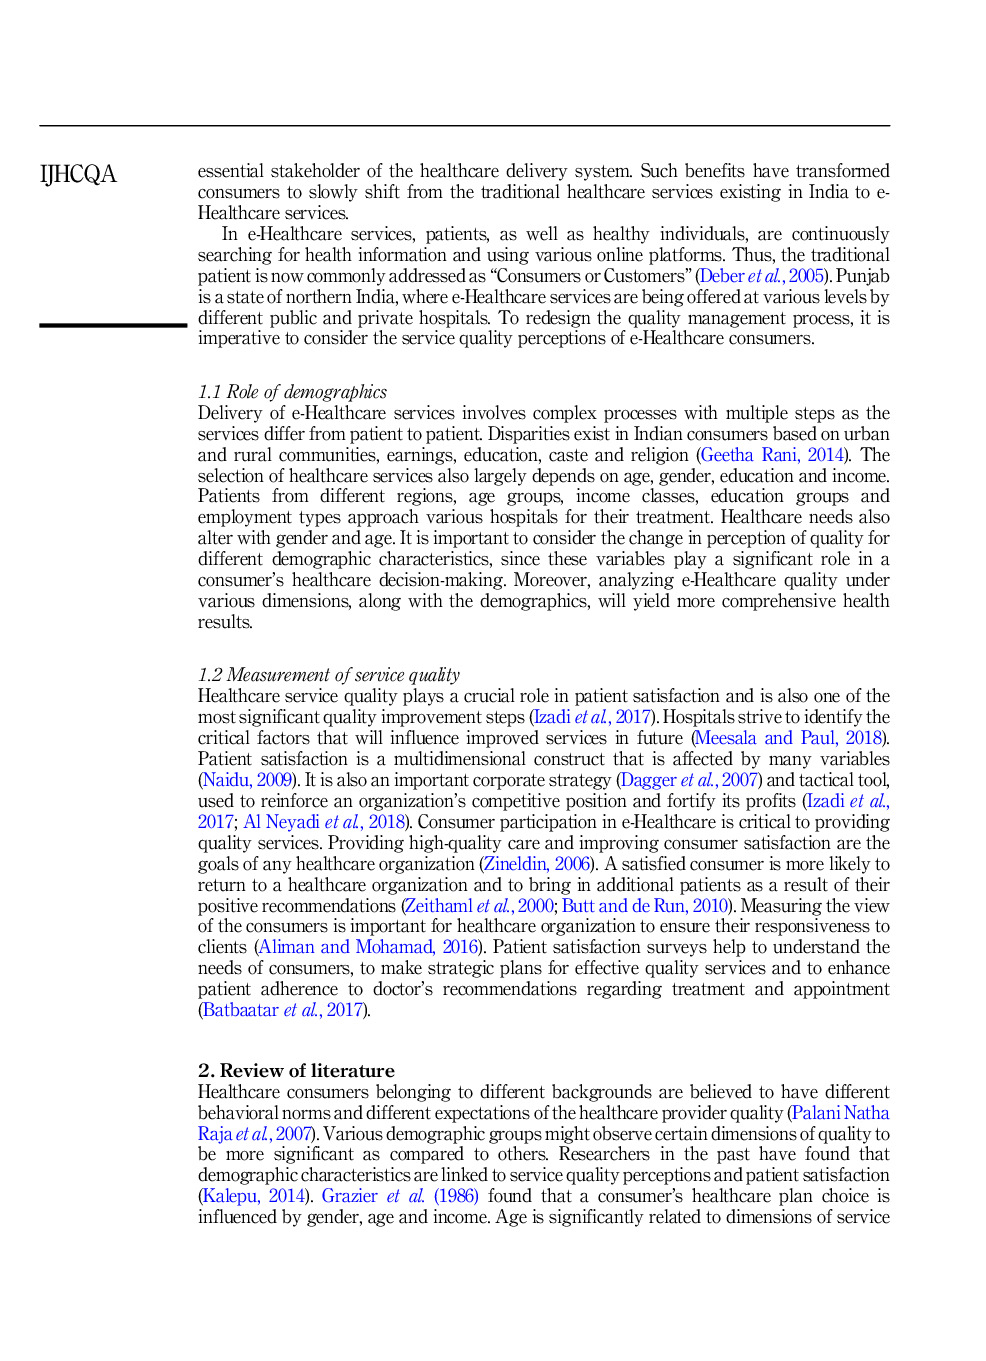 IJHCQA
essential stakeholder of the healthcare delivery system. Such benefits have transformed
consumers to slowly shift from the traditional healthcare services existing in India to e-
Healthcare services.
In e-Healthcare services, patients, as well as healthy individuals, are continuously
searching for health information and using various online platforms. Thus, the traditional
patient is now commonly addressed as “Consumers or Customers” (Deber et al., 2005). Punjab
is a state of northern India, where e-Healthcare services are being offered at various levels by
different public and private hospitals. To redesign the quality management process, it is
imperative to consider the service quality perceptions of e-Healthcare consumers.
1.1 Role of demographics
Delivery of e-Healthcare services involves complex processes with multiple steps as the
services differ from patient to patient. Disparities exist in Indian consumers based on urban
and rural communities, earnings, education, caste and religion (Geetha Rani, 2014). The
selection of healthcare services also largely depends on age, gender, education and income.
Patients from different regions, age groups, income classes, education groups and
employment types approach various hospitals for their treatment. Healthcare needs also
alter with gender and age. It is important to consider the change in perception of quality for
different demographic characteristics, since these variables play a significant role in a
consumer’s healthcare decision-making. Moreover, analyzing e-Healthcare quality under
various dimensions, along with the demographics, will yield more comprehensive health
results.
1.2 Measurement of service quality
Healthcare service quality plays a crucial role in patient satisfaction and is also one of the
most significant quality improvement steps (Izadi et al., 2017). Hospitals strive to identify the
critical factors that will influence improved services in future (Meesala and Paul, 2018).
Patient satisfaction is a multidimensional construct that is affected by many variables
(Naidu, 2009). It is also an important corporate strategy (Dagger et al., 2007) and tactical tool,
used to reinforce an organization’s competitive position and fortify its profits (Izadi et al.,
2017; Al Neyadi et al., 2018). Consumer participation in e-Healthcare is critical to providing
quality services. Providing high-quality care and improving consumer satisfaction are the
goals of any healthcare organization (Zineldin, 2006). A satisfied consumer is more likely to
return to a healthcare organization and to bring in additional patients as a result of their
positive recommendations (Zeithaml et al., 2000; Butt and de Run, 2010). Measuring the view
of the consumers is important for healthcare organization to ensure their responsiveness to
clients (Aliman and Mohamad, 2016). Patient satisfaction surveys help to understand the
needs of consumers, to make strategic plans for effective quality services and to enhance
patient adherence to doctor’s recommendations regarding treatment and appointment
(Batbaatar et al., 2017).
2. Review of literature
Healthcare consumers belonging to different backgrounds are believed to have different
behavioral norms and different expectations of the healthcare provider quality (Palani Natha
Raja et al., 2007). Various demographic groups might observe certain dimensions of quality to
be more significant as compared to others. Researchers in the past have found that
demographic characteristics are linked to service quality perceptions and patient satisfaction
(Kalepu, 2014). Grazier et al. (1986) found that a consumer’s healthcare plan choice is
influenced by gender, age and income. Age is significantly related to dimensions of service